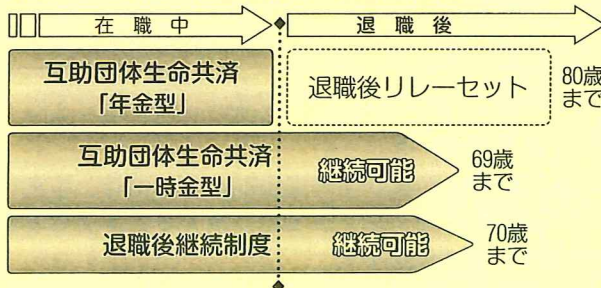 在職中
退職後
互助団体生命共済
「年金型」
退職後リレーセット
80歳
まで
互助団体生命共済
「一時金型」
継続可能
69歳
まで
退職後継続制度
継続可能
70歳
まで